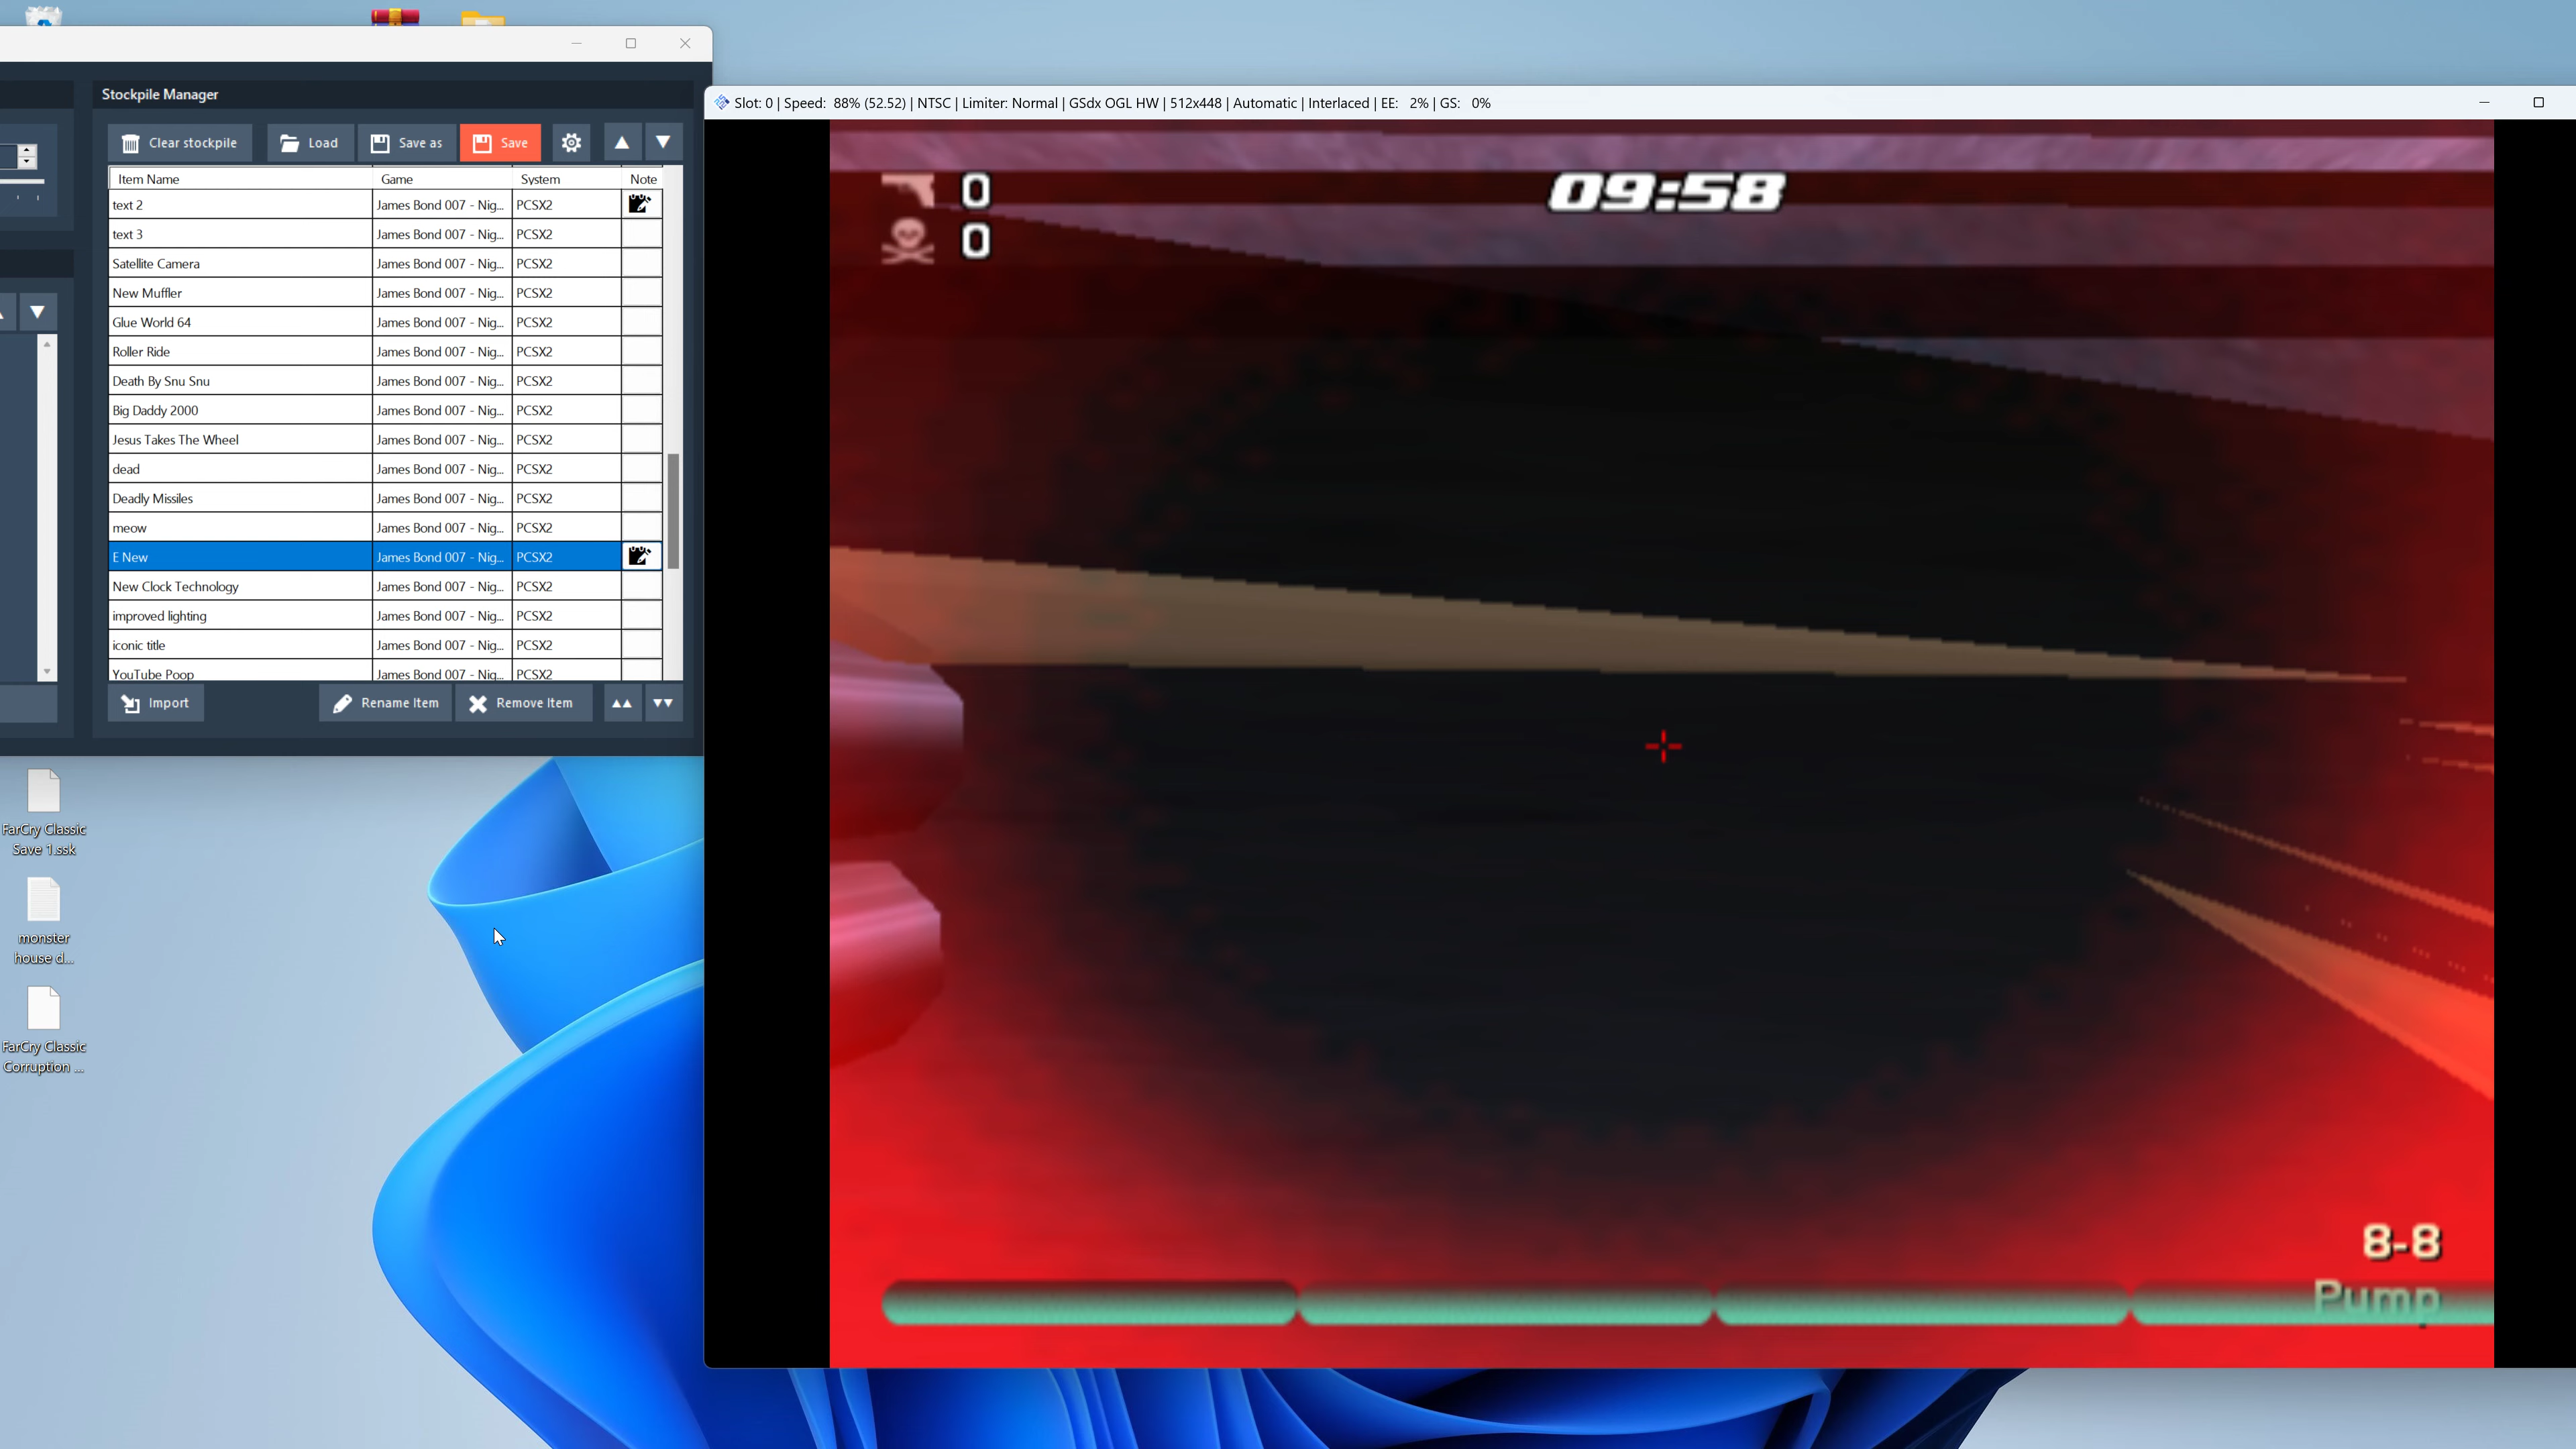 Stockpile Manager
Clear stockpile Load Save as Save
Item Name Game System Note
text 2 James Bond 007 - Nig... PCSX2
text 3 James Bond 007 - Nig... PCSX2
Satellite Camera James Bond 007 - Nig... PCSX2
New Muffler James Bond 007 - Nig... PCSX2
Glue World 64 James Bond 007 - Nig... PCSX2
Roller Ride James Bond 007 - Nig... PCSX2
Death By Snu Snu James Bond 007 - Nig... PCSX2
Big Daddy 2000 James Bond 007 - Nig... PCSX2
Jesus Takes The Wheel James Bond 007 - Nig... PCSX2
dead James Bond 007 - Nig... PCSX2
Deadly Missiles James Bond 007 - Nig... PCSX2
meow James Bond 007 - Nig... PCSX2
E New James Bond 007 - Nig... PCSX2
New Clock Technology James Bond 007 - Nig... PCSX2
improved lighting James Bond 007 - Nig... PCSX2
iconic title James Bond 007 - Nig... PCSX2
YouTube Poop James Bond 007 - Nig... PCSX2
Import Rename Item Remove Item
FarCry Classic
Save 1.ssk
monster
house d...
FarCry Classic
Corruption ...
Slot: 0 | Speed: 88% (52.52) | NTSC | Limiter: Normal | GSdx OGL HW | 512x448 | Automatic | Interlaced | EE: 2% | GS: 0%
0
09:58
0
8-8
Pump